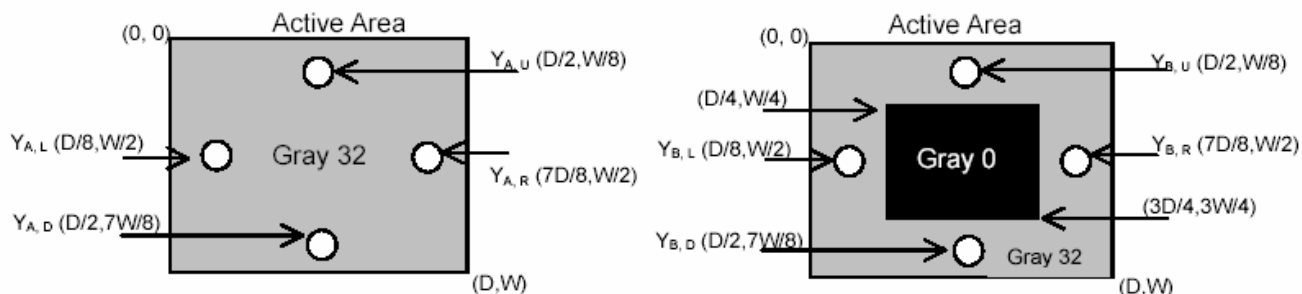 Active Area
(0, 0)
YA, U (D/2,W/8)
YA, L (D/8,W/2)
Gray 32
YA, R (7D/8,W/2)
YA, D (D/2,7W/8)
(D,W)
Active Area
(0, 0)
YB, U (D/2,W/8)
(D/4,W/4)
YB, L (D/8,W/2)
Gray 0
YB, R (7D/8,W/2)
(3D/4,3W/4)
YB, D (D/2,7W/8)
Gray 32
(D,W)